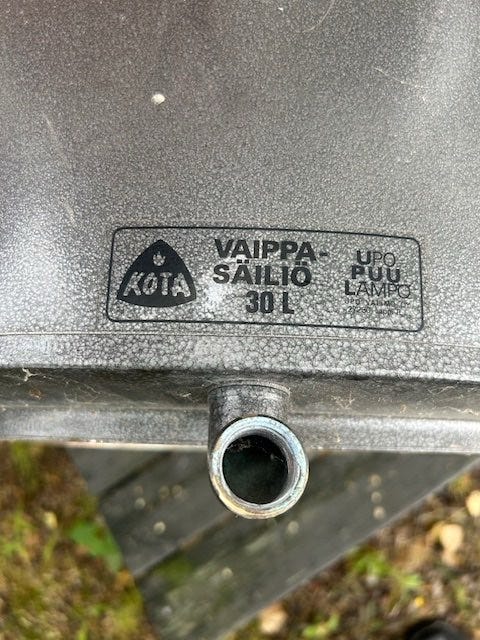 KOTA
VAIPPA-
SÄILIÖ
30 L
UPO
PUU
LÄMPÖ